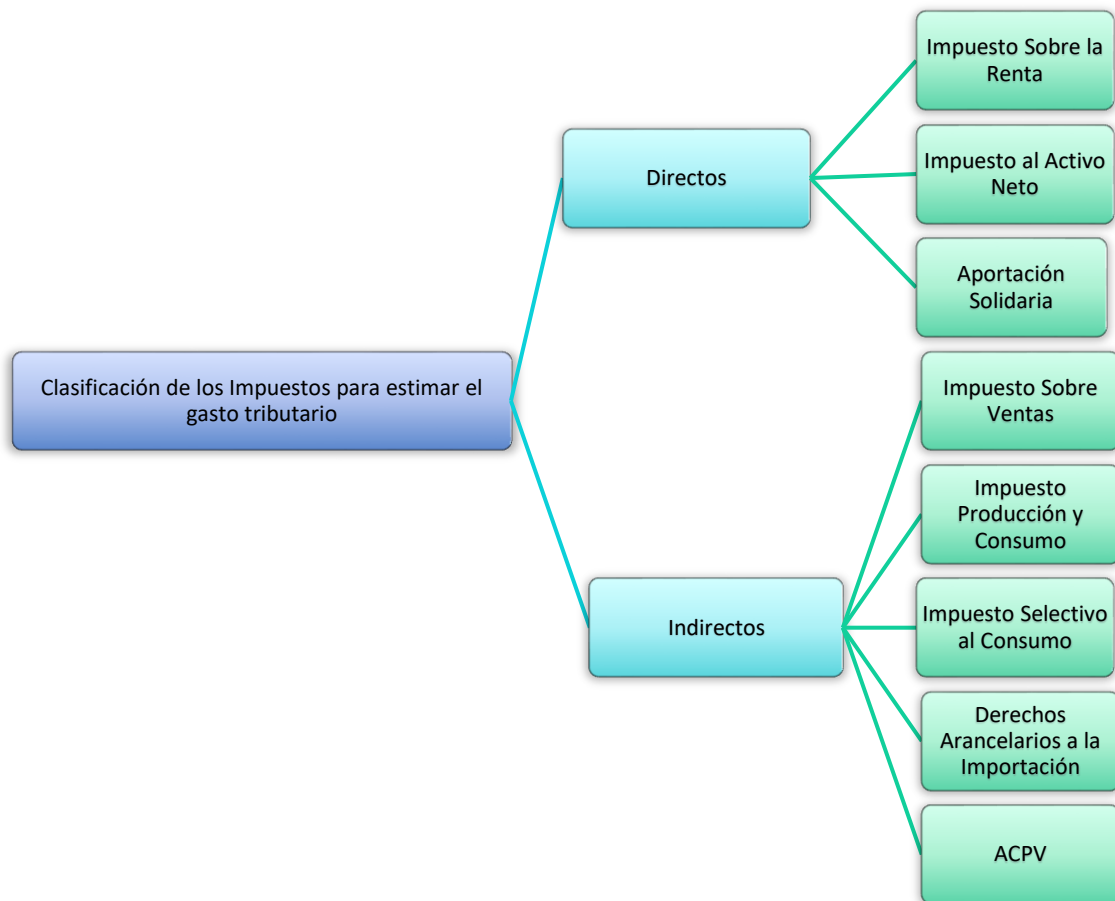 Clasificación de los Impuestos para estimar el
gasto tributario
Directos
Impuesto Sobre la
Renta
Impuesto al Activo
Neto
Aportación
Solidaria
Indirectos
Impuesto Sobre
Ventas
Impuesto
Producción y
Consumo
Impuesto Selectivo
al Consumo
Derechos
Arancelarios a la
Importación
ACPV